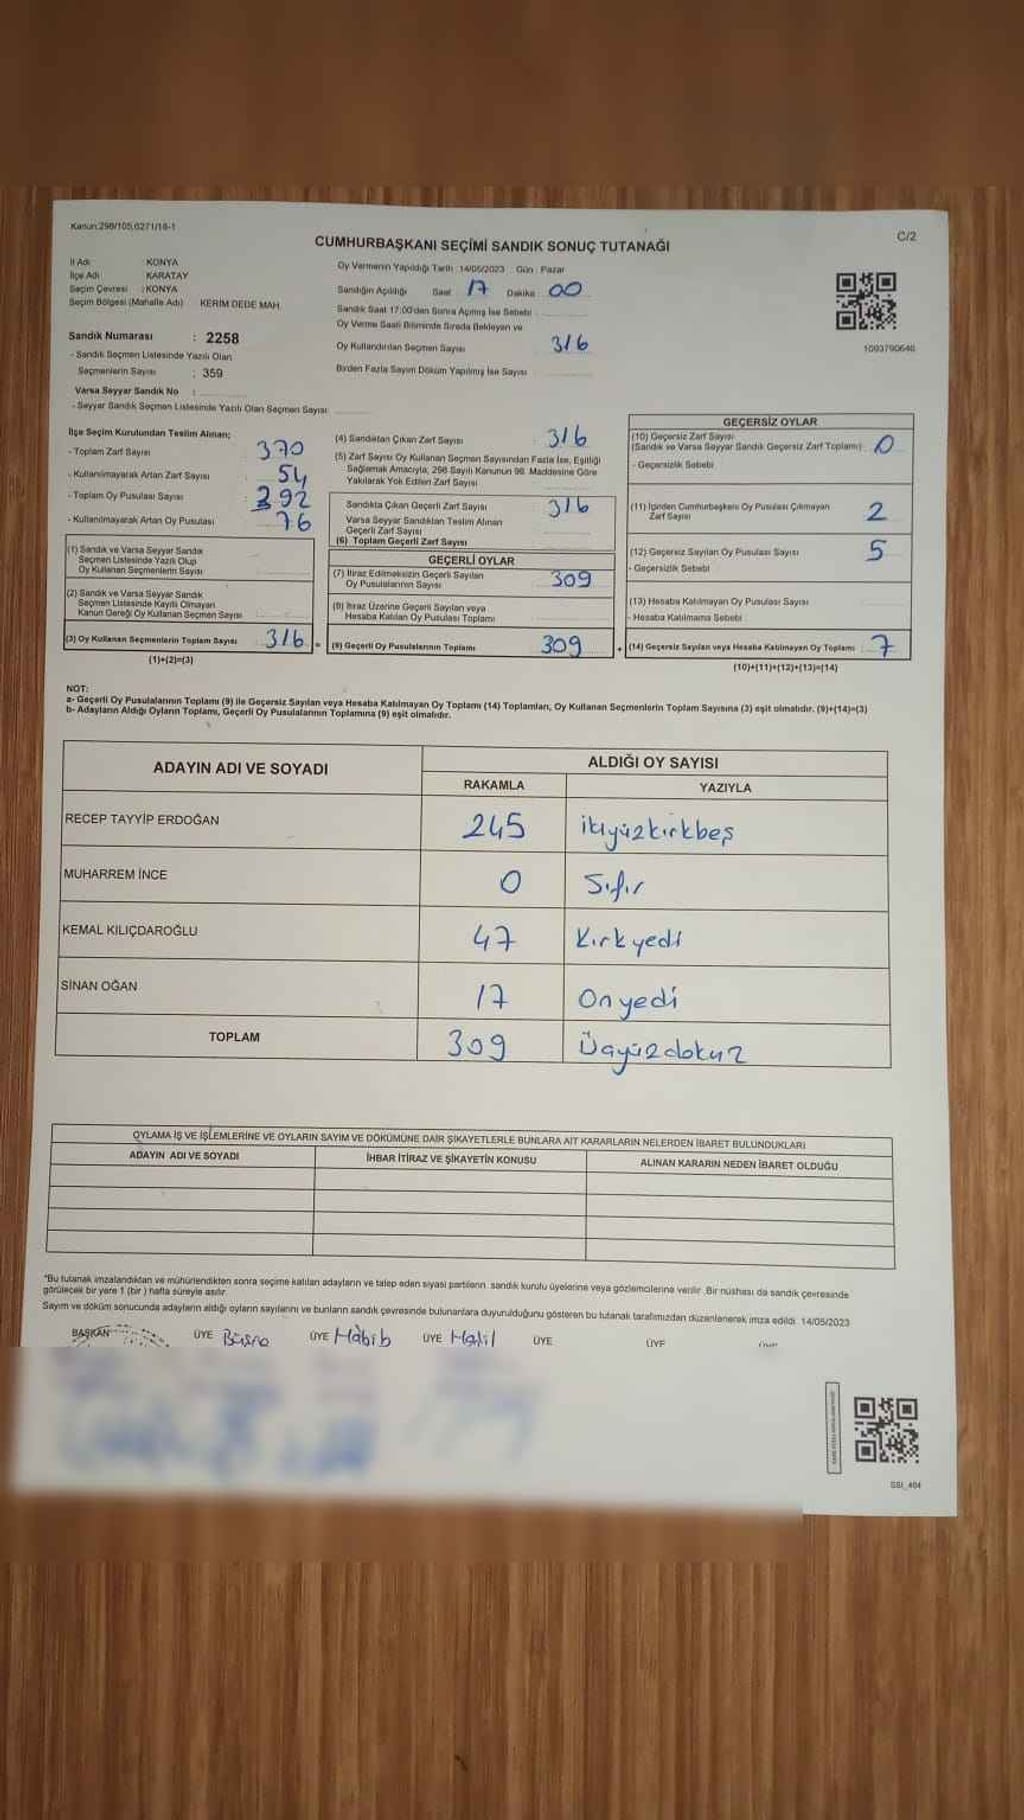 Kanun:298/105,6271/18-1
C/2
CUMHURBAŞKANI SEÇİMİ SANDIK SONUÇ TUTANAĞI
İl Adı : KONYA
İlçe Adı : KARATAY
Seçim Çevresi : KONYA
Seçim Bölgesi (Mahalle Adı) KERİM DEDE MAH.
Sandık Numarası : 2258
- Sandık Seçmen Listesinde Yazılı Olan
Seçmenlerin Sayısı : 359
Varsa Seyyar Sandık No :
- Seyyar Sandık Seçmen Listesinde Yazılı Olan Seçmen Sayısı
Oy Vermenin Yapıldığı Tarih :14/05/2023 Gün : Pazar
Sandığın Açıldığı Saat 17 Dakika 00
Sandık Saat 17:00'den Sonra Açılmış İse Sebebi
Oy Verme Saati Bitiminde Sırada Bekleyen ve
Oy Kullandırılan Seçmen Sayısı 316
Birden Fazla Sayım Döküm Yapılmış İse Sayısı
1093790640
İlçe Seçim Kurulundan Teslim Alınan;
- Toplam Zarf Sayısı : 370
- Kullanılmayarak Artan Zarf Sayısı : 54
- Toplam Oy Pusulası Sayısı : 392
- Kullanılmayarak Artan Oy Pusulası 76
(1) Sandık ve Varsa Seyyar Sandık
Seçmen Listesinde Yazılı Olup
Oy Kullanan Seçmenlerin Sayısı
(2) Sandık ve Varsa Seyyar Sandık
Seçmen Listesinde Kayıtlı Olmayan
Kanun Gereği Oy Kullanan Seçmen Sayısı
(3) Oy Kullanan Seçmenlerin Toplam Sayısı 316 =
(1)+(2)=(3)
(4) Sandıktan Çıkan Zarf Sayısı 316
(5) Zarf Sayısı Oy Kullanan Seçmen Sayısından Fazla İse, Eşitliği
Sağlamak Amacıyla, 298 Sayılı Kanunun 98. Maddesine Göre
Yakılarak Yok Edilen Zarf Sayısı
Sandıkta Çıkan Geçerli Zarf Sayısı 316
Varsa Seyyar Sandıktan Teslim Alınan
Geçerli Zarf Sayısı
(6) Toplam Geçerli Zarf Sayısı
GEÇERLİ OYLAR
(7) İtiraz Edilmeksizin Geçerli Sayılan
Oy Pusulalarının Sayısı 309
(8) İtiraz Üzerine Geçerli Sayılan veya
Hesaba Katılan Oy Pusulası Toplamı
(9) Geçerli Oy Pusulalarının Toplamı 309 +
GEÇERSİZ OYLAR
(10) Geçersiz Zarf Sayısı
(Sandık ve Varsa Seyyar Sandık Geçersiz Zarf Toplamı) 0
- Geçersizlik Sebebi
(11) İçinden Cumhurbaşkanı Oy Pusulası Çıkmayan
Zarf Sayısı 2
(12) Geçersiz Sayılan Oy Pusulası Sayısı 5
- Geçersizlik Sebebi
(13) Hesaba Katılmayan Oy Pusulası Sayısı
- Hesaba Katılmama Sebebi
(14) Geçersiz Sayılan veya Hesaba Katılmayan Oy Toplamı 7
(10)+(11)+(12)+(13)=(14)
NOT:
a- Geçerli Oy Pusulalarının Toplamı (9) ile Geçersiz Sayılan veya Hesaba Katılmayan Oy Toplamı (14) Toplamları, Oy Kullanan Seçmenlerin Toplam Sayısına (3) eşit olmalıdır. (9)+(14)=(3)
b- Adayların Aldığı Oyların Toplamı, Geçerli Oy Pusulalarının Toplamına (9) eşit olmalıdır.
ADAYIN ADI VE SOYADI ALDIĞI OY SAYISI
RAKAMLA YAZIYLA
RECEP TAYYİP ERDOĞAN 245 ikiyüzkırkbeş
MUHARREM İNCE 0 Sıfır
KEMAL KILIÇDAROĞLU 47 Kırkyedi
SİNAN OĞAN 17 Onyedi
TOPLAM 309 Üçyüzdokuz
OYLAMA İŞ VE İŞLEMLERİNE VE OYLARIN SAYIM VE DÖKÜMÜNE DAİR ŞİKAYETLERLE BUNLARA AİT KARARLARIN NELERDEN İBARET BULUNDUKLARI
ADAYIN ADI VE SOYADI İHBAR İTİRAZ VE ŞİKAYETİN KONUSU ALINAN KARARIN NEDEN İBARET OLDUĞU
"Bu tutanak imzalandıktan ve mühürlendikten sonra seçime katılan adayların ve talep eden siyasi partilerin sandık kurulu üyelerine veya gözlemcilerine verilir. Bir nüshası da sandık çevresinde
görülecek bir yere 1 (bir) hafta süreyle asılır.
Sayım ve döküm sonucunda adayların aldığı oyların sayılarını ve bunların sandık çevresinde bulunanlara duyurulduğunu gösteren bu tutanak tarafımızdan düzenlenerek imza edildi. 14/05/2023
BAŞKAN ÜYE Büşra ÜYE Habib ÜYE Halil ÜYE ÜYE
SSI_404